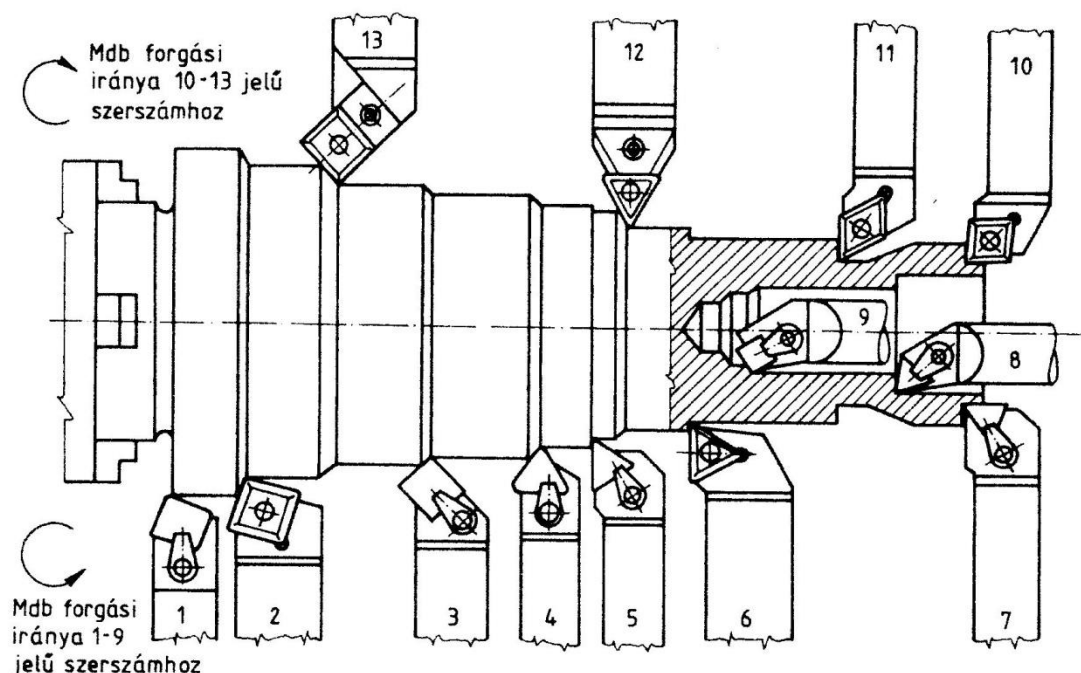 Mdb forgási
iránya 10-13 jelű
szerszámhoz
13
12
11
10
9
8
Mdb forgási
iránya 1-9
jelű szerszámhoz
1
2
3
4
5
6
7